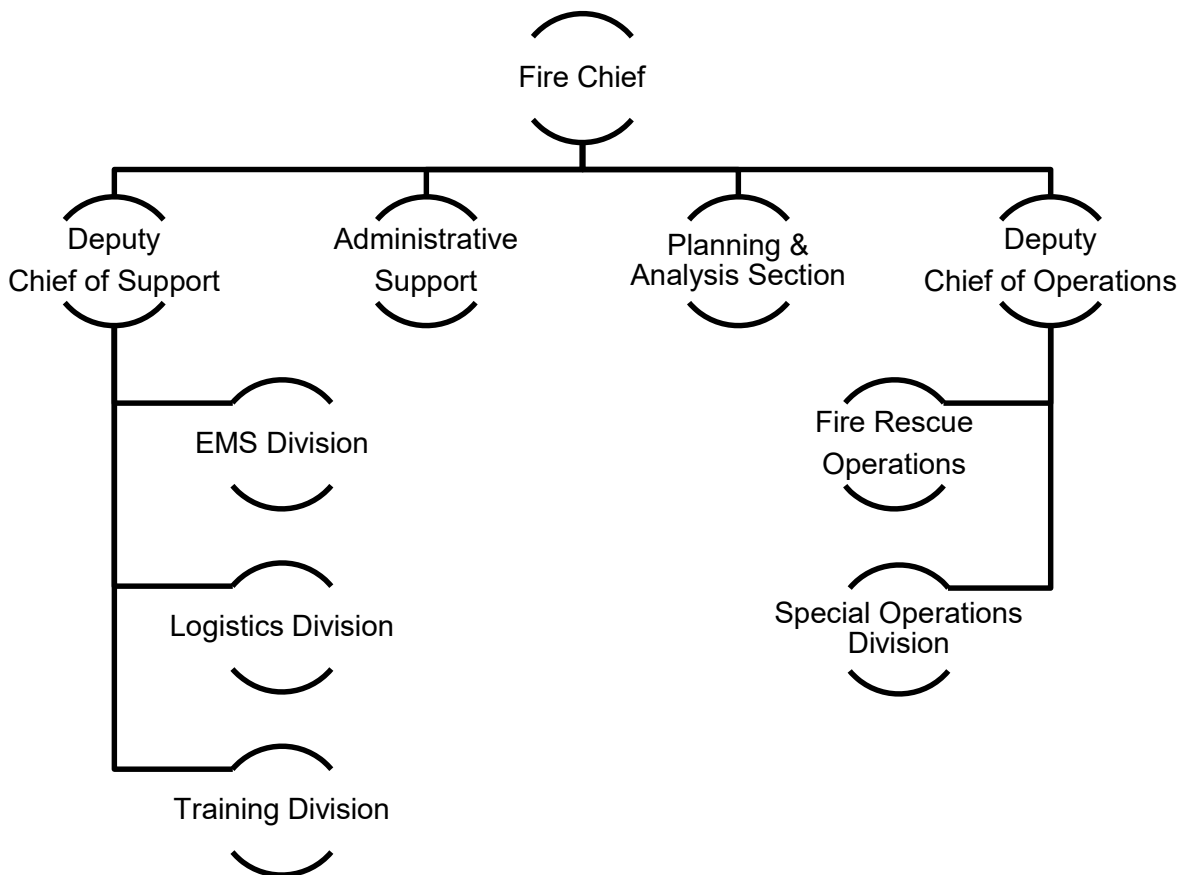 Fire Chief
Deputy
Chief of Support
Administrative
Support
Planning &
Analysis Section
Deputy
Chief of Operations
EMS Division
Logistics Division
Training Division
Fire Rescue
Operations
Special Operations
Division